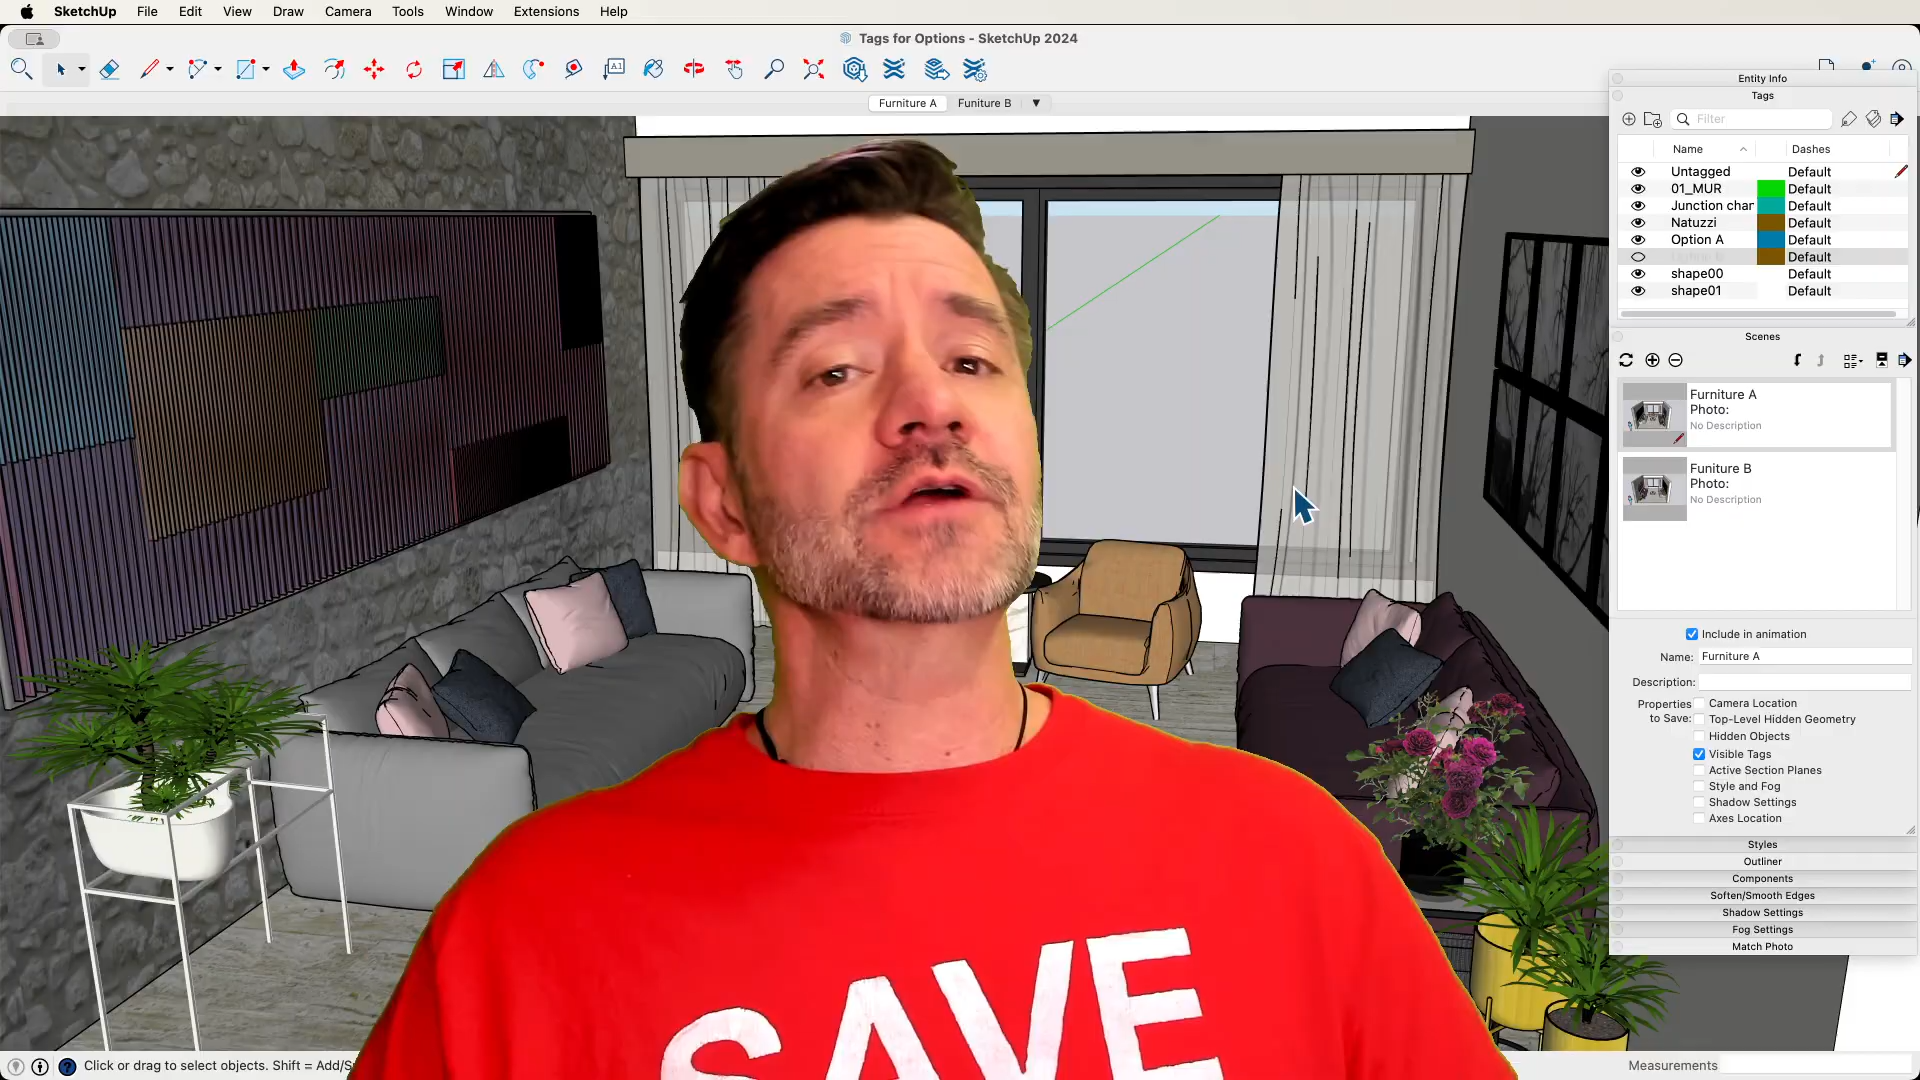 SketchUp File Edit View Draw Camera Tools Window Extensions Help
Tags for Options - SketchUp 2024
A1
Furniture A Funiture B
Entity Info
Tags
Filter
Name Dashes
Untagged Default
01_MUR Default
Junction char Default
Natuzzi Default
Option A Default
Default
shape00 Default
shape01 Default
Scenes
Furniture A
Photo:
No Description
Funiture B
Photo:
No Description
Include in animation
Name: Furniture A
Description:
Properties to Save:
Camera Location
Top-Level Hidden Geometry
Hidden Objects
Visible Tags
Active Section Planes
Style and Fog
Shadow Settings
Axes Location
Styles
Outliner
Components
Soften/Smooth Edges
Shadow Settings
Fog Settings
Match Photo
SAVE
Click or drag to select objects. Shift = Add/S
Measurements